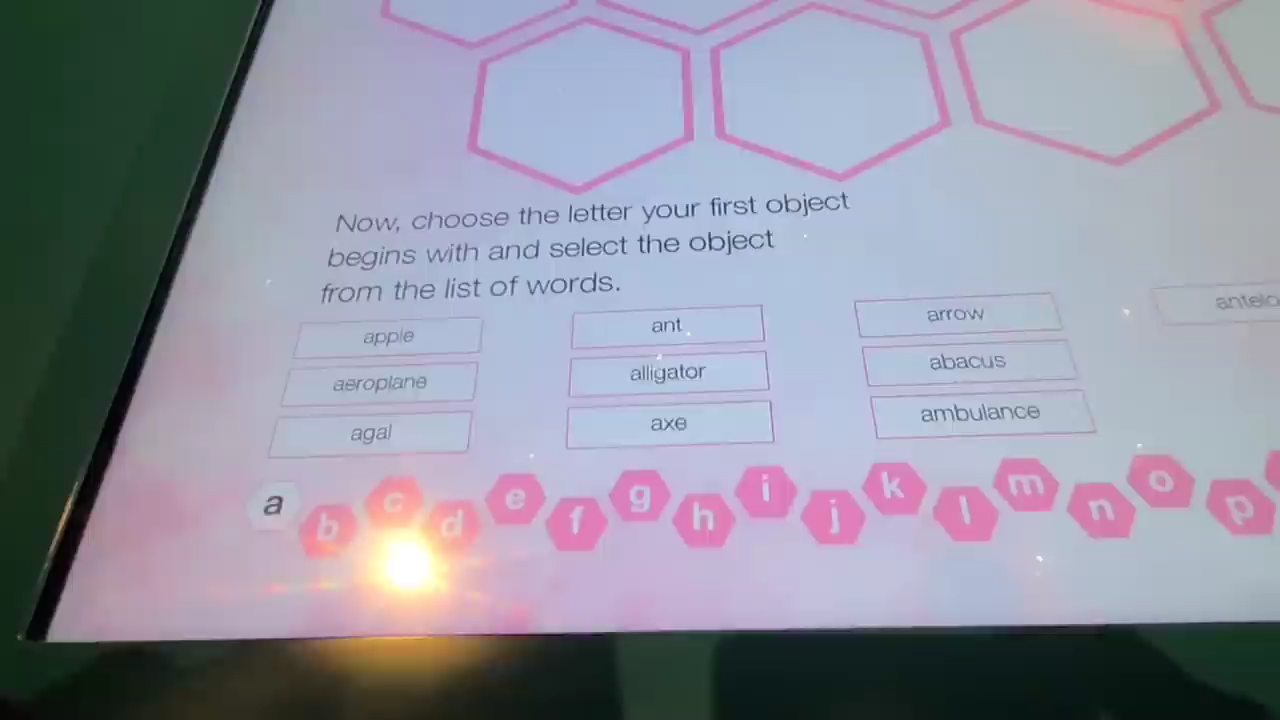 Now, choose the letter your first object
begins with and select the object
from the list of words.
apple ant arrow
aeroplane alligator abacus
agal axe ambulance
a b c d e f g h i j k l m n o p